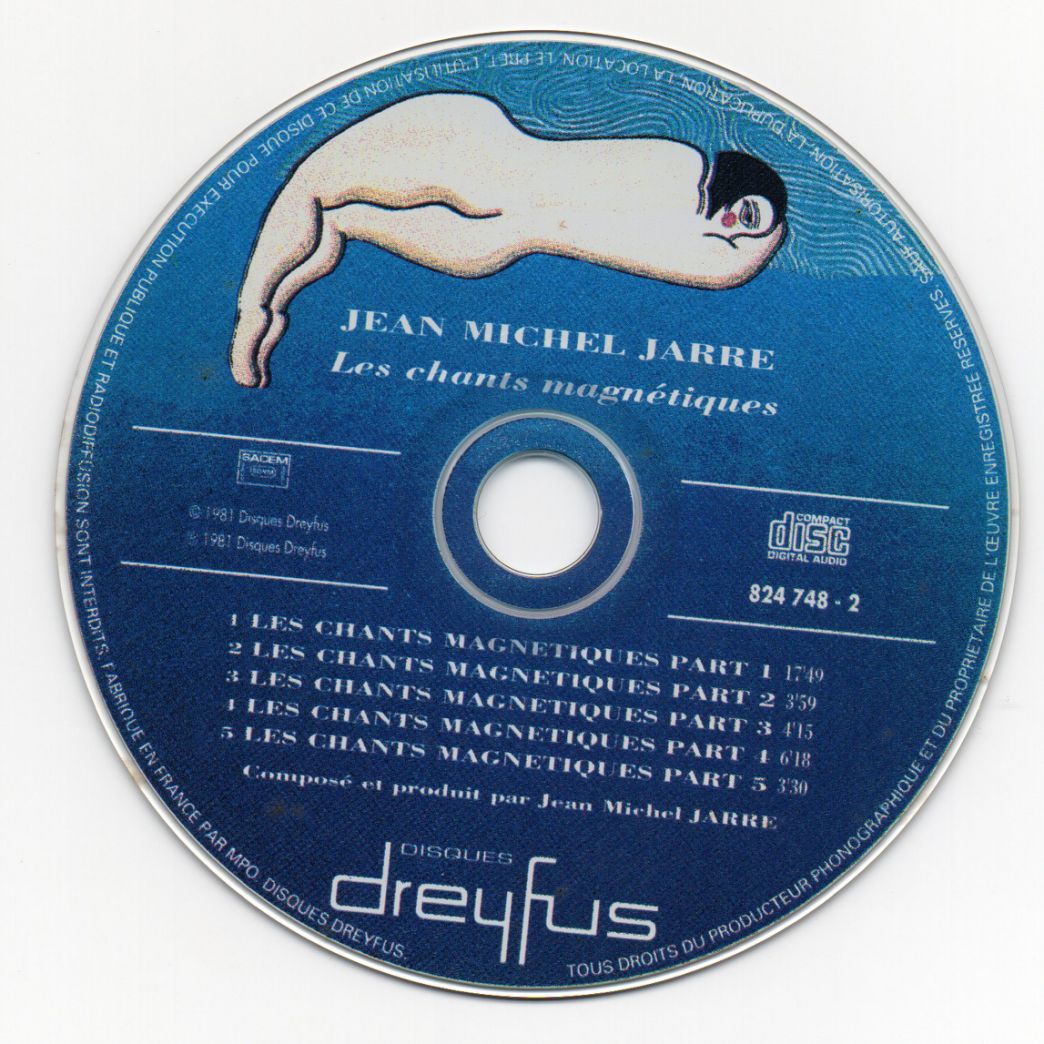 JEAN MICHEL JARRE
Les chants magnétiques
SACEM
SDRM
© 1981 Disques Dreyfus
℗ 1981 Disques Dreyfus
COMPACT
disc
DIGITAL AUDIO
824 748 - 2
1 LES CHANTS MAGNETIQUES PART 1 17'49
2 LES CHANTS MAGNETIQUES PART 2 3'59
3 LES CHANTS MAGNETIQUES PART 3 4'15
4 LES CHANTS MAGNETIQUES PART 4 6'18
5 LES CHANTS MAGNETIQUES PART 5 3'30
Composé et produit par Jean Michel JARRE
DISQUES
dreyfus
TOUS DROITS DU PRODUCTEUR PHONOGRAPHIQUE ET DU PROPRIETAIRE DE L'ŒUVRE ENREGISTREE RESERVES. SAUF AUTORISATION, LA DUPLICATION, LA LOCATION, LE PRET, L'UTILISATION DE CE DISQUE POUR EXECUTION PUBLIQUE ET RADIODIFFUSION SONT INTERDITS. FABRIQUE EN FRANCE PAR MPO. DISQUES DREYFUS.